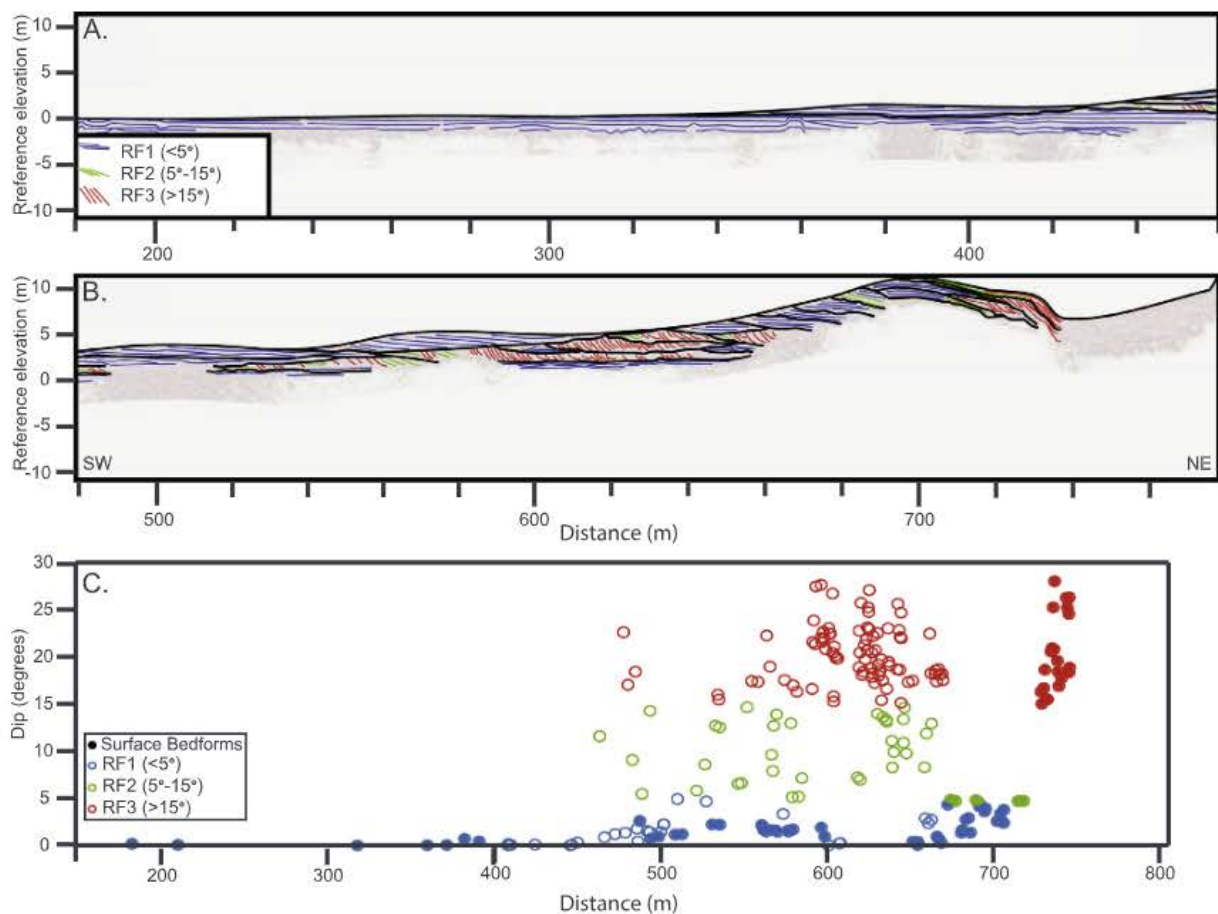 A.
Rreference elevation (m)
10
5
0
-5
-10
RF1 (<5°)
RF2 (5°-15°)
RF3 (>15°)
200
300
400
B.
Reference elevation (m)
10
5
0
-5
-10
SW
NE
500
600
700
Distance (m)
C.
Dip (degrees)
30
25
20
15
10
5
0
Surface Bedforms
RF1 (<5°)
RF2 (5°-15°)
RF3 (>15°)
200
300
400
500
600
700
800
Distance (m)